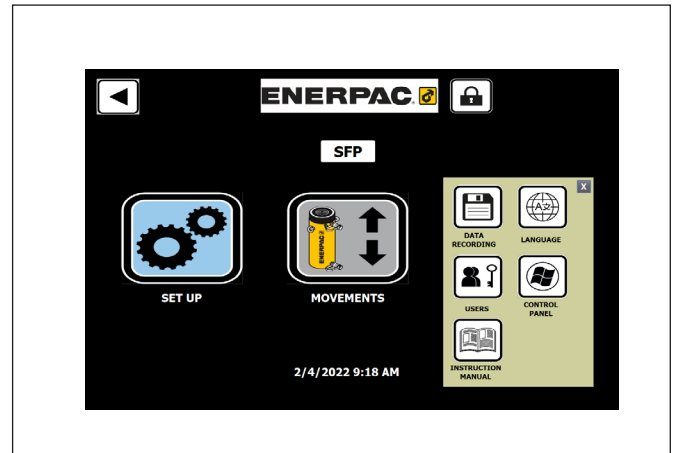 ENERPAC
SFP
X
ENERPAC
A
DATA
RECORDING
LANGUAGE
SET UP
MOVEMENTS
USERS
CONTROL
PANEL
INSTRUCTION
MANUAL
2/4/2022 9:18 AM